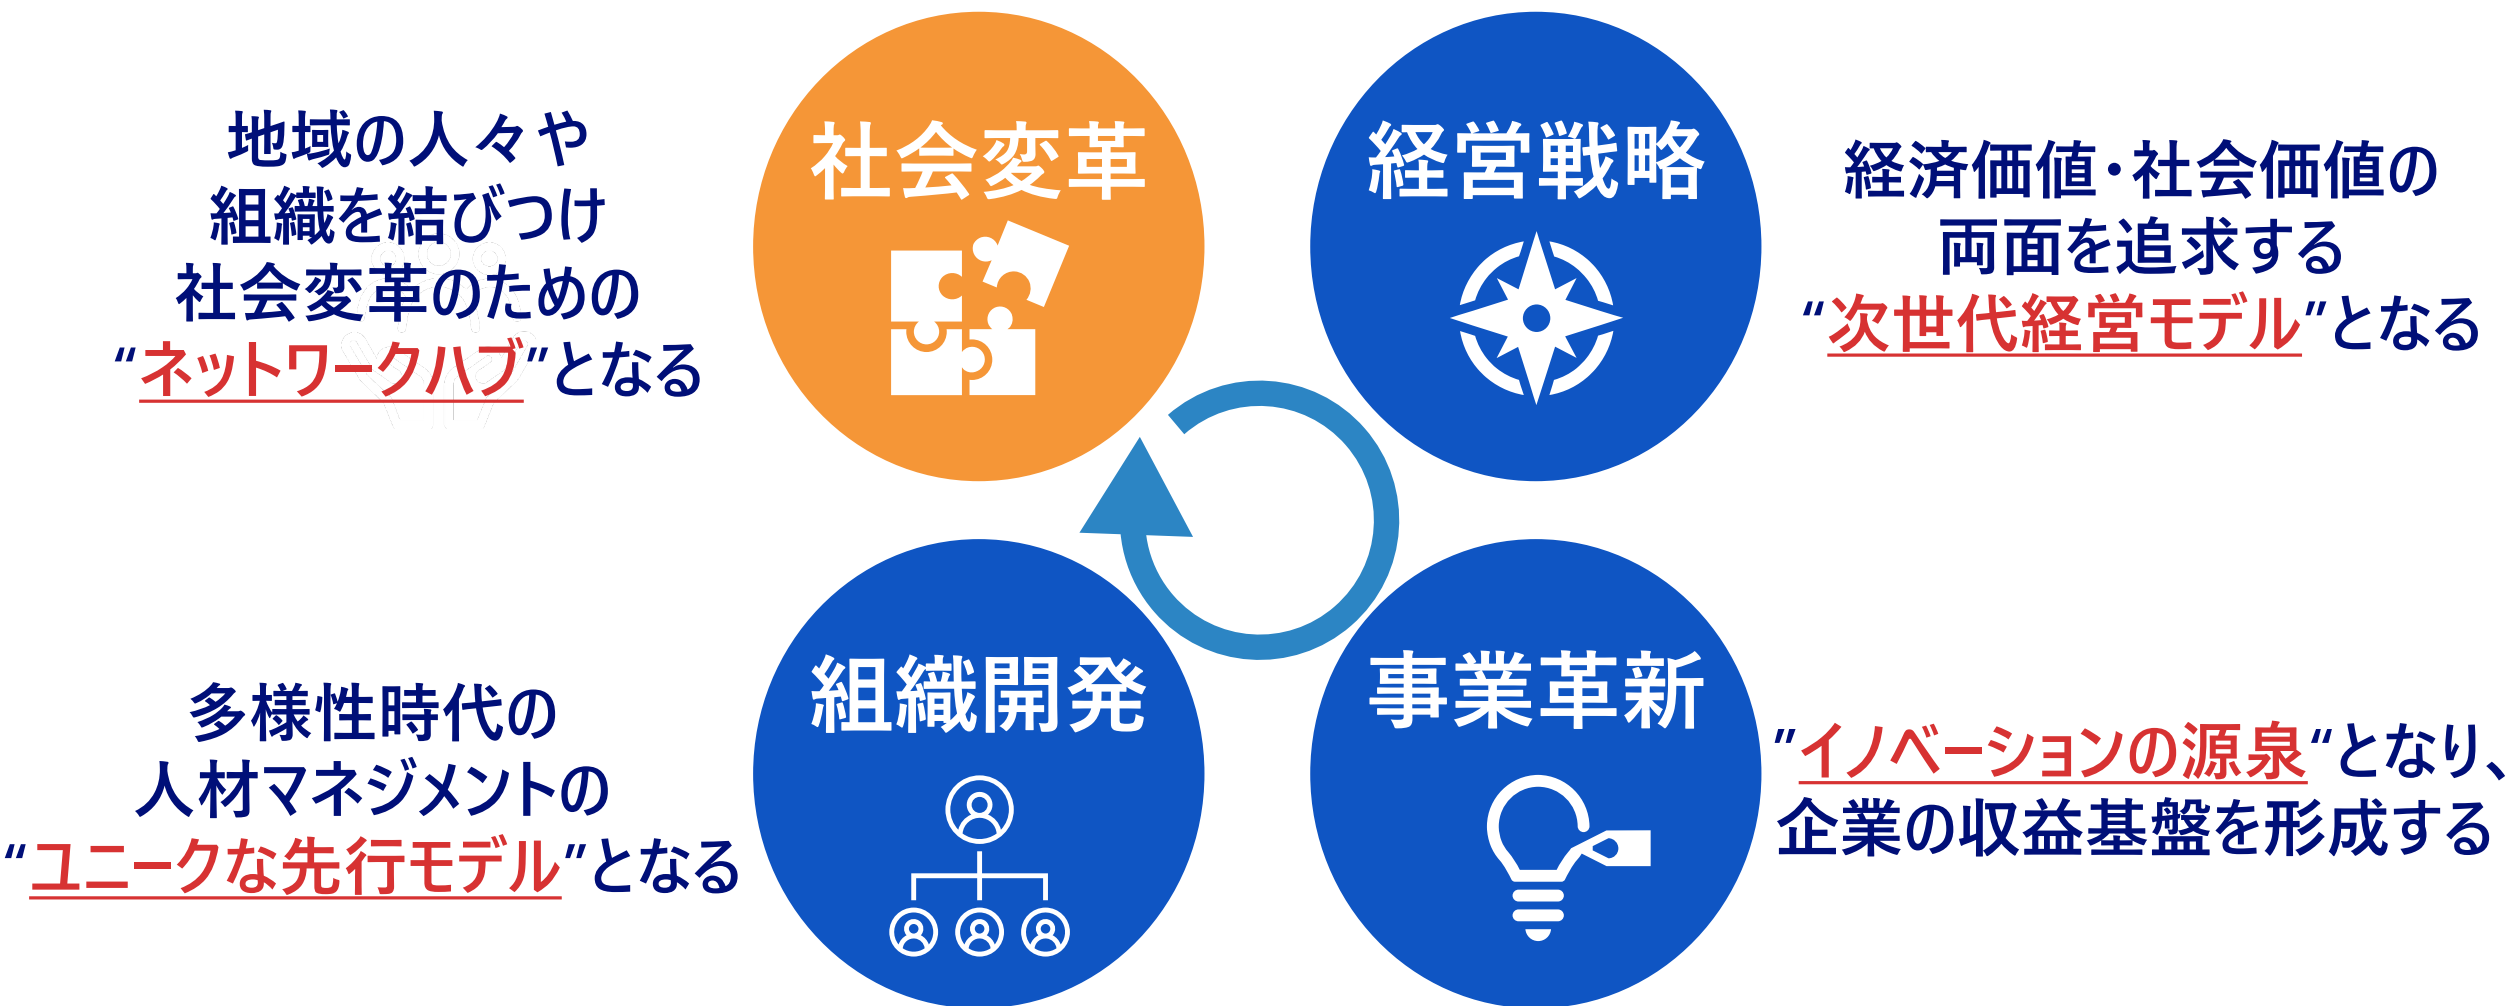 地球の人々や
組織を結びつけ
社会変革のための
"ネットワークハブ"となる
社会変革
経営戦略
企業価値・社会価値の
両面を追求する
"次世代経営モデル"となる
多様性時代の
人材マネジメントの
"ユニークな先行モデル"となる
組織開発
事業革新
"イノベーションの源泉"となり、
企業の収益基盤を形成する